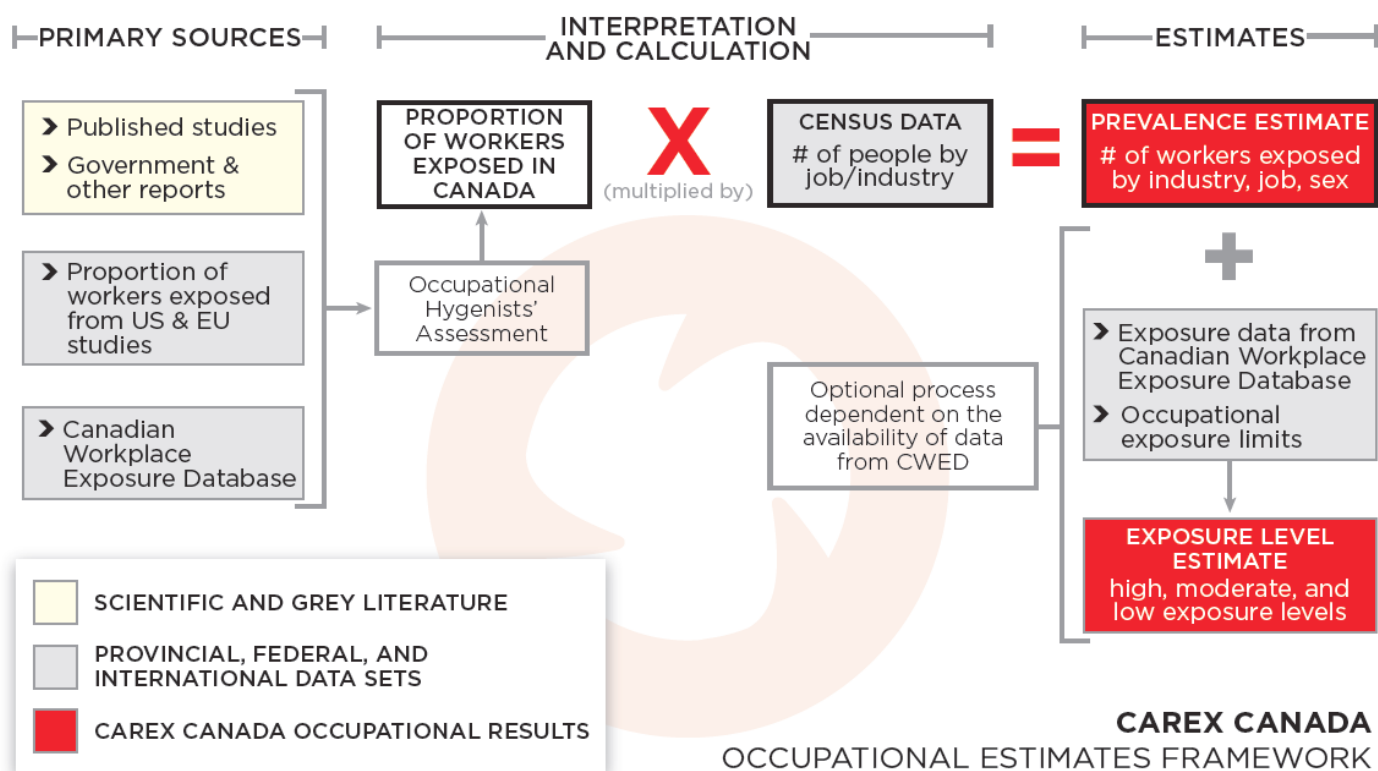 PRIMARY SOURCES
INTERPRETATION
AND CALCULATION
ESTIMATES
Published studies
Government &
other reports
Proportion of
workers exposed
from US & EU
studies
Canadian
Workplace
Exposure Database
PROPORTION
OF WORKERS
EXPOSED IN
CANADA
Occupational
Hygenists'
Assessment
X
(multiplied by)
CENSUS DATA
# of people by
job/industry
=
PREVALENCE ESTIMATE
# of workers exposed
by industry, job, sex
+
Optional process
dependent on the
availability of data
from CWED
Exposure data from
Canadian Workplace
Exposure Database
Occupational
exposure limits
EXPOSURE LEVEL
ESTIMATE
high, moderate, and
low exposure levels
SCIENTIFIC AND GREY LITERATURE
PROVINCIAL, FEDERAL, AND
INTERNATIONAL DATA SETS
CAREX CANADA OCCUPATIONAL RESULTS
CAREX CANADA
OCCUPATIONAL ESTIMATES FRAMEWORK